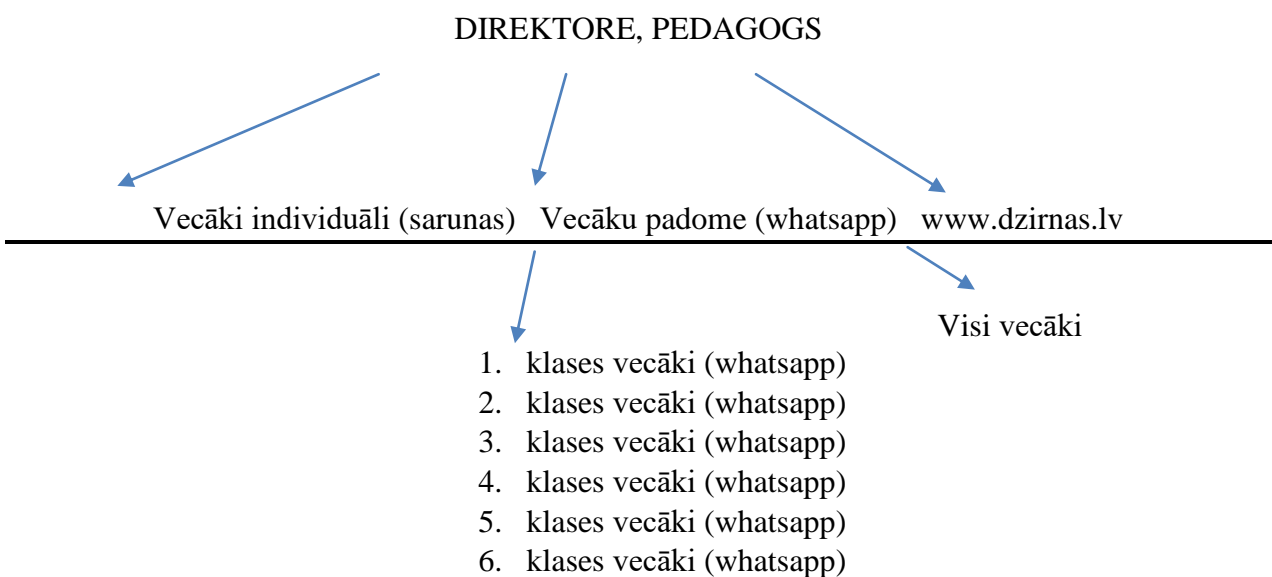 DIREKTORE, PEDAGOGS
Vecāki individuāli (sarunas) Vecāku padome (whatsapp) www.dzirnas.lv
Visi vecāki
1. klases vecāki (whatsapp)
2. klases vecāki (whatsapp)
3. klases vecāki (whatsapp)
4. klases vecāki (whatsapp)
5. klases vecāki (whatsapp)
6. klases vecāki (whatsapp)